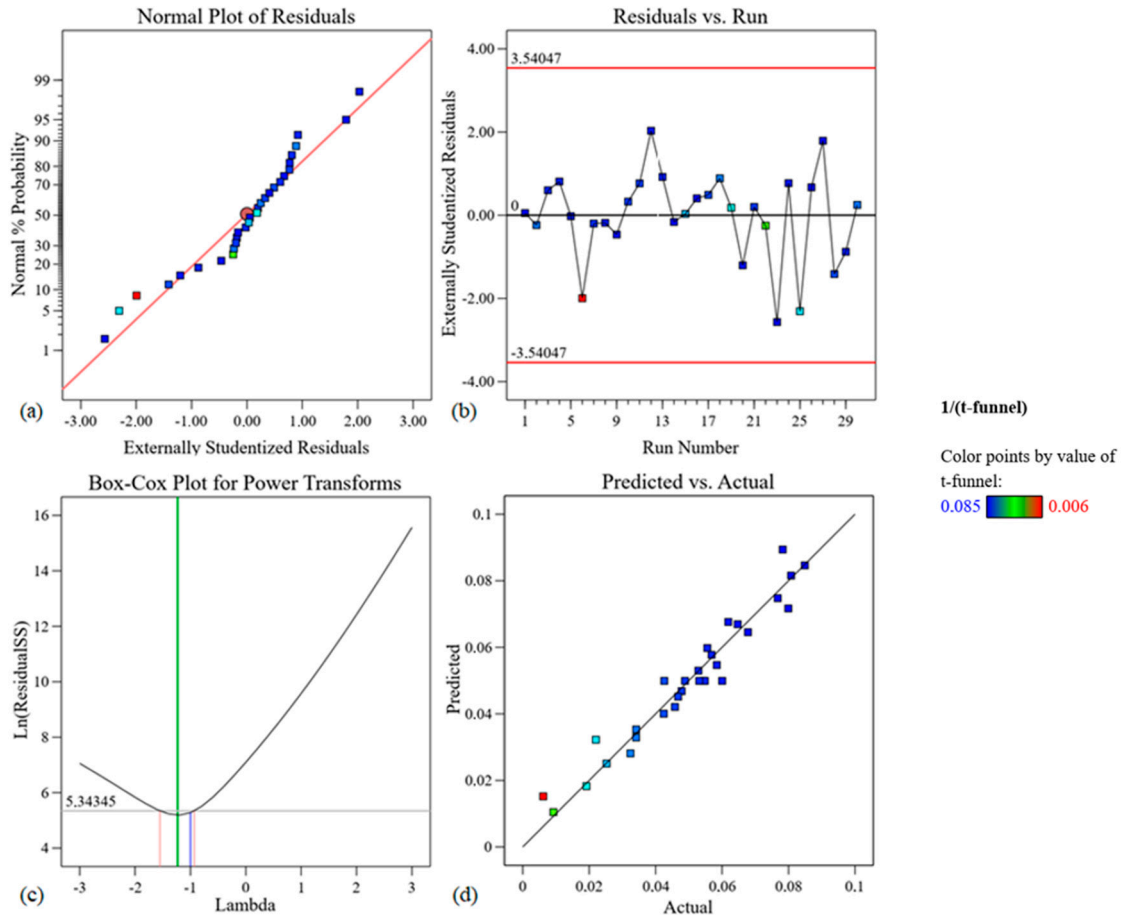 Normal Plot of Residuals
Normal % Probability
99
95
90
80
70
50
30
20
10
5
1
-3.00 -2.00 -1.00 0.00 1.00 2.00 3.00
(a)
Externally Studentized Residuals
Residuals vs. Run
Externally Studentized Residuals
4.00
3.54047
2.00
0
0.00
-2.00
-3.54047
-4.00
1 5 9 13 17 21 25 29
(b)
Run Number
Box-Cox Plot for Power Transforms
Ln(ResidualSS)
16
14
12
10
8
6
5.34345
4
-3 -2 -1 0 1 2 3
(c)
Lambda
Predicted vs. Actual
Predicted
0.1
0.08
0.06
0.04
0.02
0
0 0.02 0.04 0.06 0.08 0.1
(d)
Actual
1/(t-funnel)
Color points by value of
t-funnel:
0.085 0.006